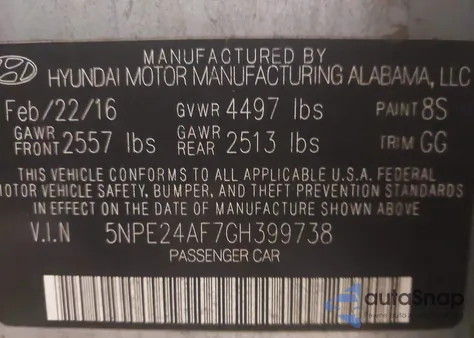 MANUFACTURED BY
HYUNDAI MOTOR MANUFACTURING ALABAMA, LLC
Feb/22/16 GVWR 4497 lbs PAINT 8S
GAWR FRONT 2557 lbs GAWR REAR 2513 lbs TRIM GG
THIS VEHICLE CONFORMS TO ALL APPLICABLE U.S.A. FEDERAL
MOTOR VEHICLE SAFETY, BUMPER, AND THEFT PREVENTION STANDARDS
IN EFFECT ON THE DATE OF MANUFACTURE SHOWN ABOVE
V.I.N 5NPE24AF7GH399738
PASSENGER CAR
autoSnap